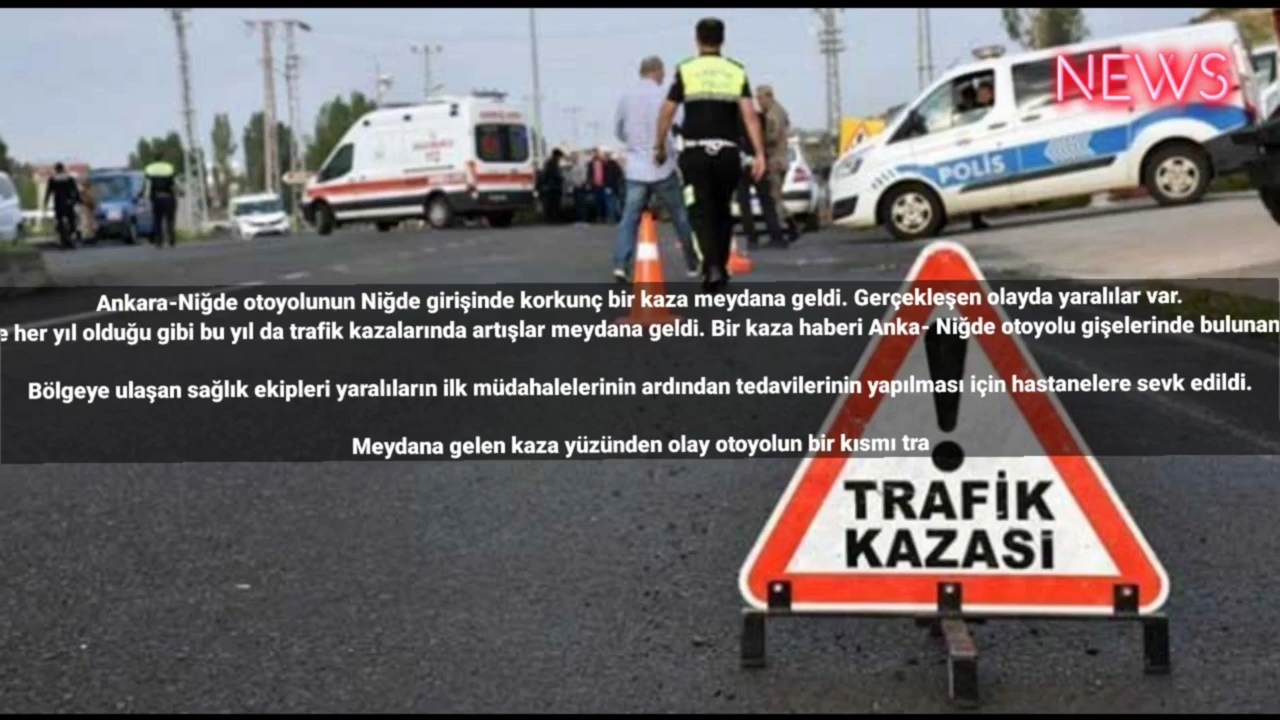 NEWS
POLİS
Ankara-Niğde otoyolunun Niğde girişinde korkunç bir kaza meydana geldi. Gerçekleşen olayda yaralılar var.
e her yıl olduğu gibi bu yıl da trafik kazalarında artışlar meydana geldi. Bir kaza haberi Anka- Niğde otoyolu gişelerinde bulunan
Bölgeye ulaşan sağlık ekipleri yaralıların ilk müdahalelerinin ardından tedavilerinin yapılması için hastanelere sevk edildi.
Meydana gelen kaza yüzünden olay otoyolun bir kısmı tra
TRAFİK
KAZASİ